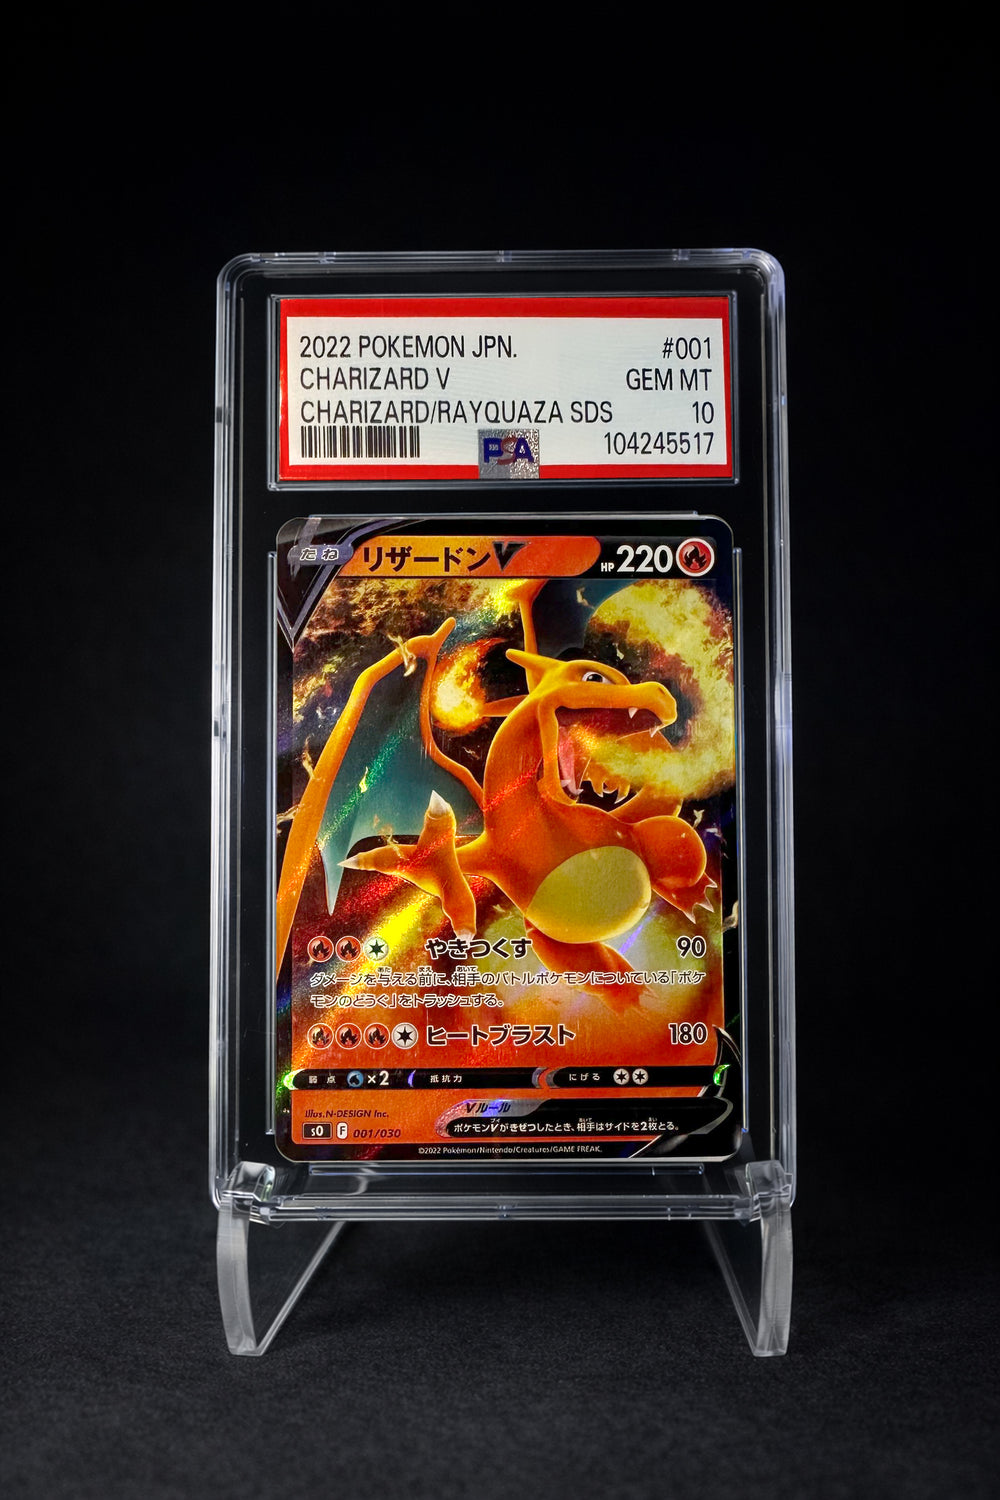 2022 POKEMON JPN. #001
CHARIZARD V GEM MT
CHARIZARD/RAYQUAZA SDS 10
PSA 104245517
たね リザードンV HP 220
やきつくす 90
ダメージを与える前に、相手のバトルポケモンについている「ポケ
モンのどうぐ」をトラッシュする。
ヒートブラスト 180
弱点 ×2 抵抗力 にげる
Illus.N-DESIGN Inc. Vルール
sO F 001/030 ポケモンVがきぜつしたとき、相手はサイドを2枚とる。
©2022 Pokémon/Nintendo/Creatures/GAME FREAK.